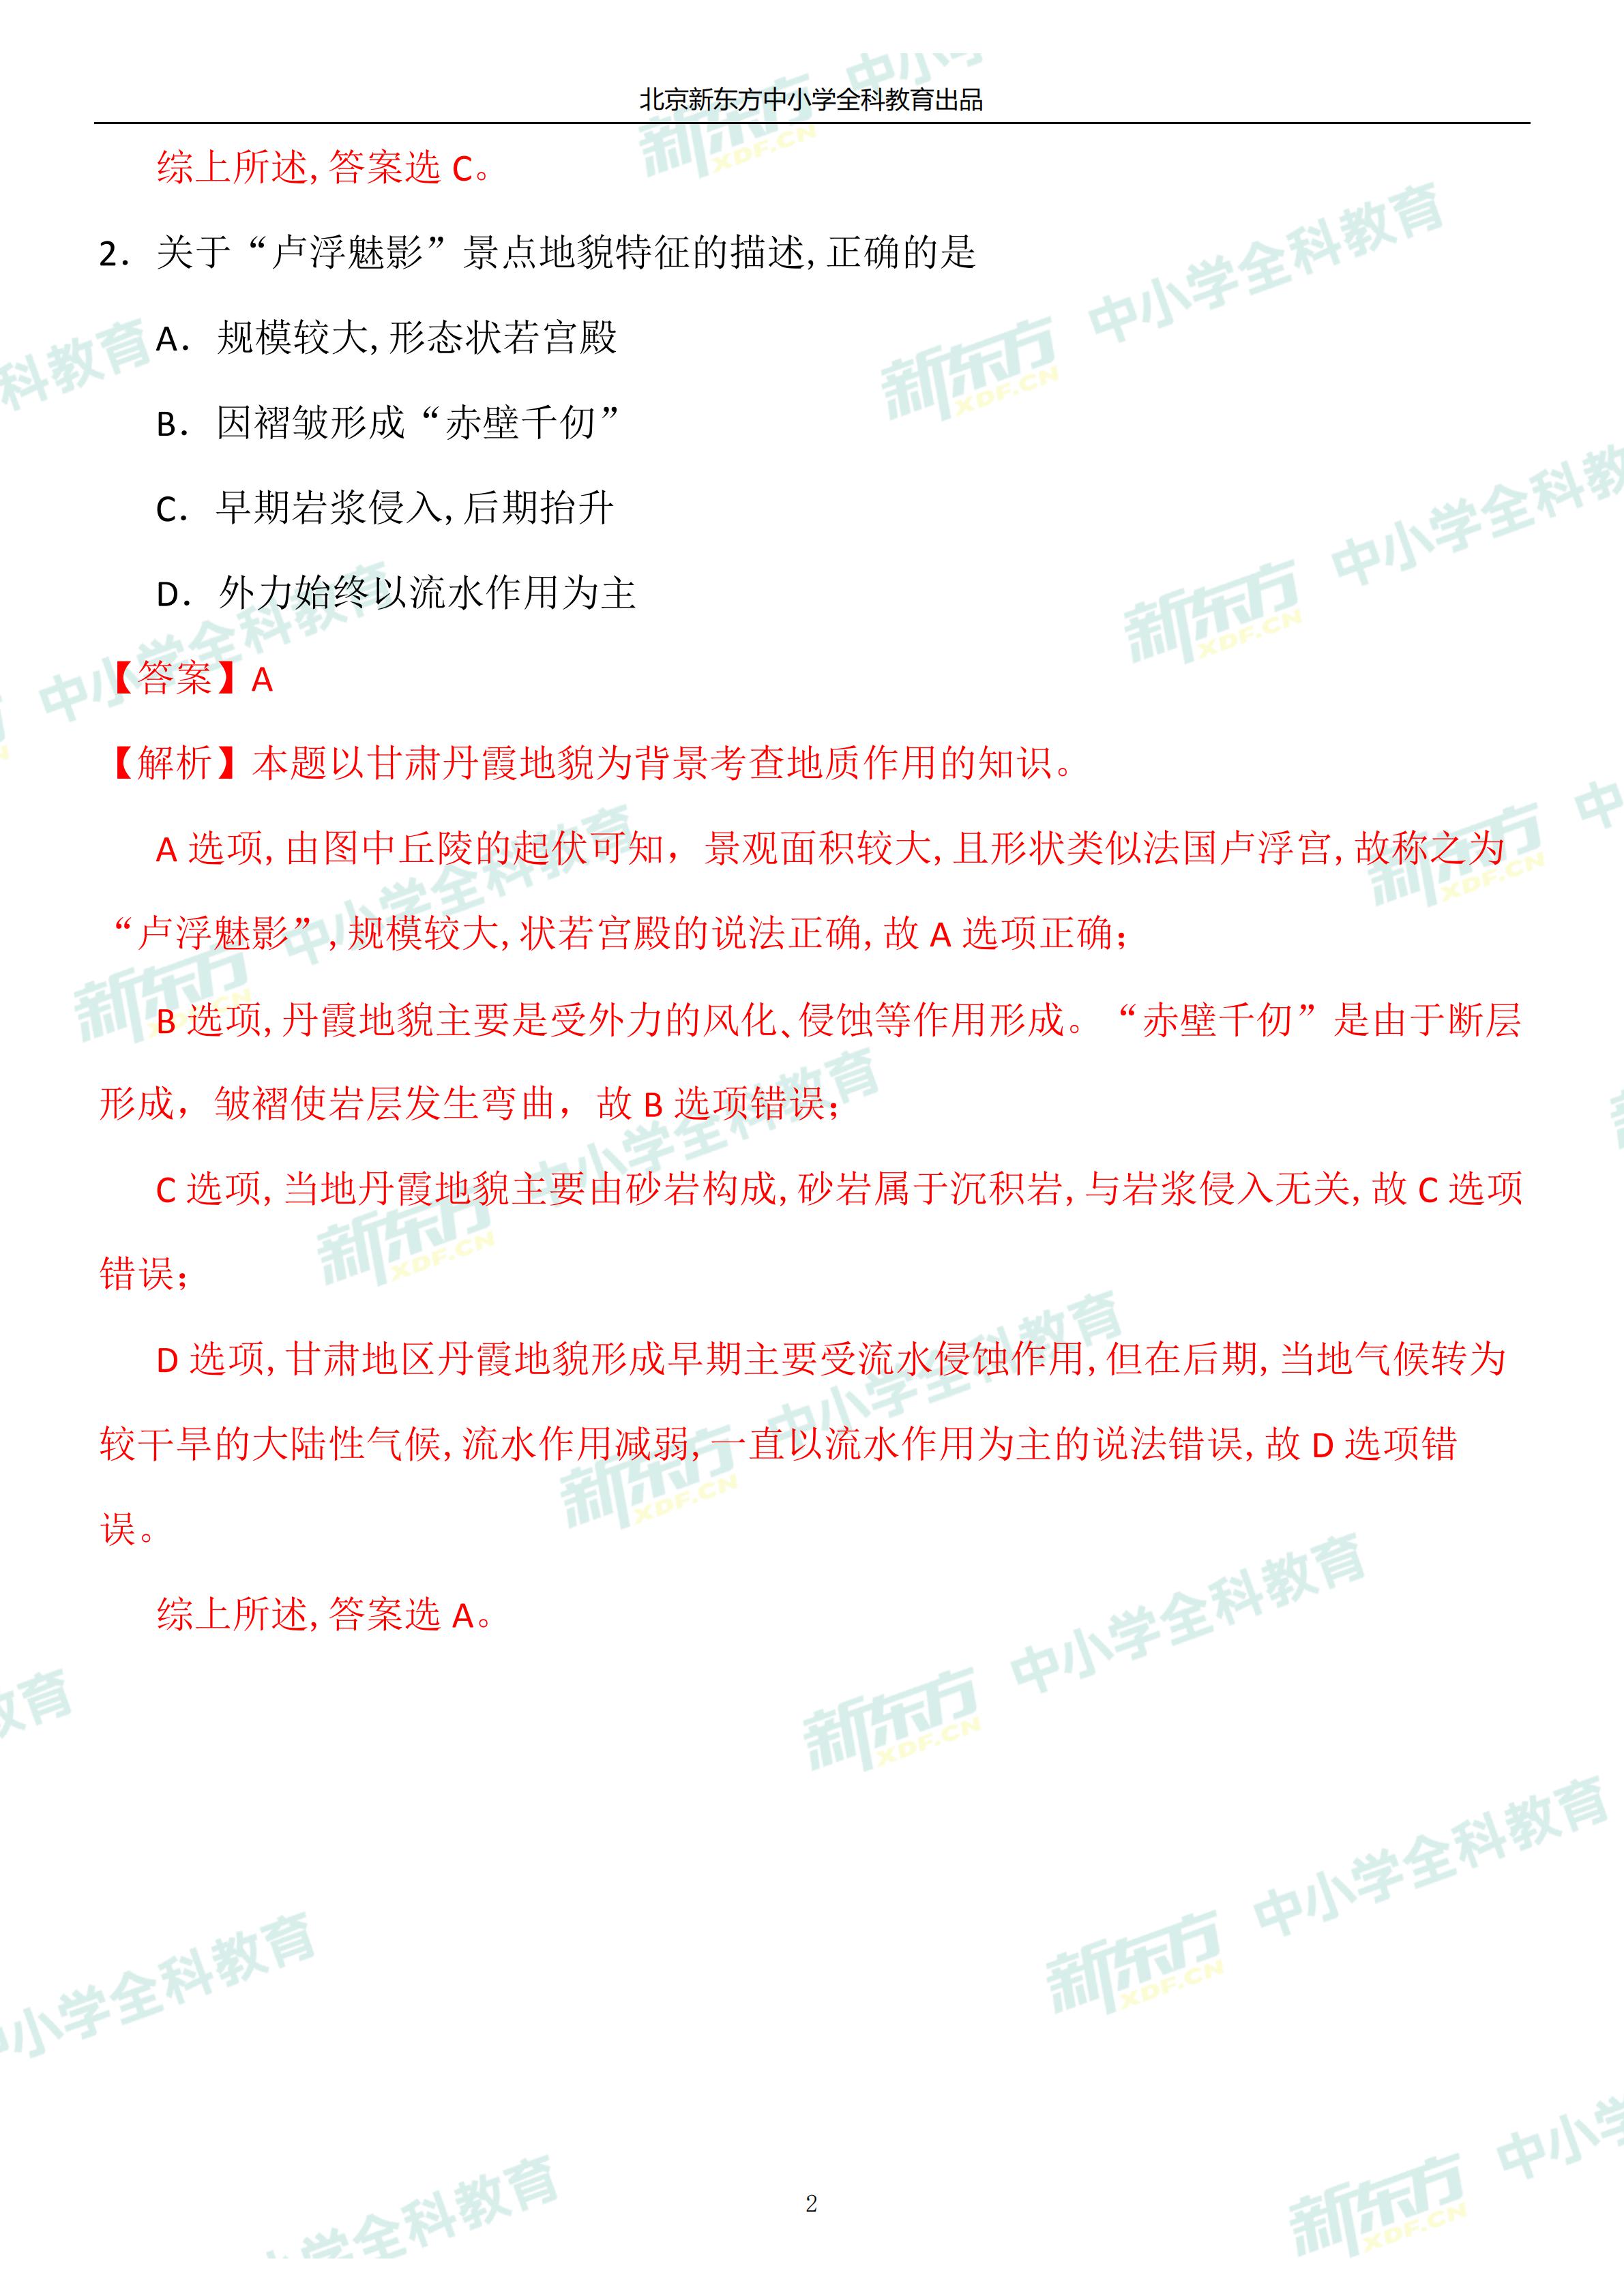 北京新东方中小学全科教育出品
综上所述,答案选 C。
2．关于“卢浮魅影”景点地貌特征的描述,正确的是
A．规模较大,形态状若宫殿
B．因褶皱形成“赤壁千仞”
C．早期岩浆侵入,后期抬升
D．外力始终以流水作用为主
【答案】A
【解析】本题以甘肃丹霞地貌为背景考查地质作用的知识。
A 选项,由图中丘陵的起伏可知，景观面积较大,且形状类似法国卢浮宫,故称之为
“卢浮魅影”,规模较大,状若宫殿的说法正确,故 A 选项正确;
B 选项,丹霞地貌主要是受外力的风化、侵蚀等作用形成。“赤壁千仞”是由于断层
形成，皱褶使岩层发生弯曲，故 B 选项错误;
C 选项,当地丹霞地貌主要由砂岩构成,砂岩属于沉积岩,与岩浆侵入无关,故 C 选项
错误;
D 选项,甘肃地区丹霞地貌形成早期主要受流水侵蚀作用,但在后期,当地气候转为
较干旱的大陆性气候,流水作用减弱,一直以流水作用为主的说法错误,故 D 选项错
误。
综上所述,答案选 A。
2
新东方 XDF.CN 中小学全科教育